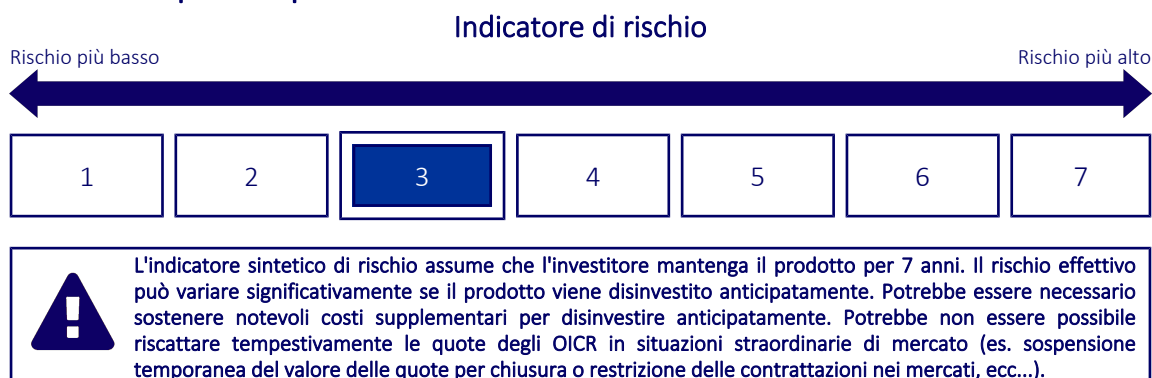 Indicatore di rischio
Rischio più basso Rischio più alto
1 2 3 4 5 6 7
L'indicatore sintetico di rischio assume che l'investitore mantenga il prodotto per 7 anni. Il rischio effettivo
può variare significativamente se il prodotto viene disinvestito anticipatamente. Potrebbe essere necessario
sostenere notevoli costi supplementari per disinvestire anticipatamente. Potrebbe non essere possibile
riscattare tempestivamente le quote degli OICR in situazioni straordinarie di mercato (es. sospensione
temporanea del valore delle quote per chiusura o restrizione delle contrattazioni nei mercati, ecc...).